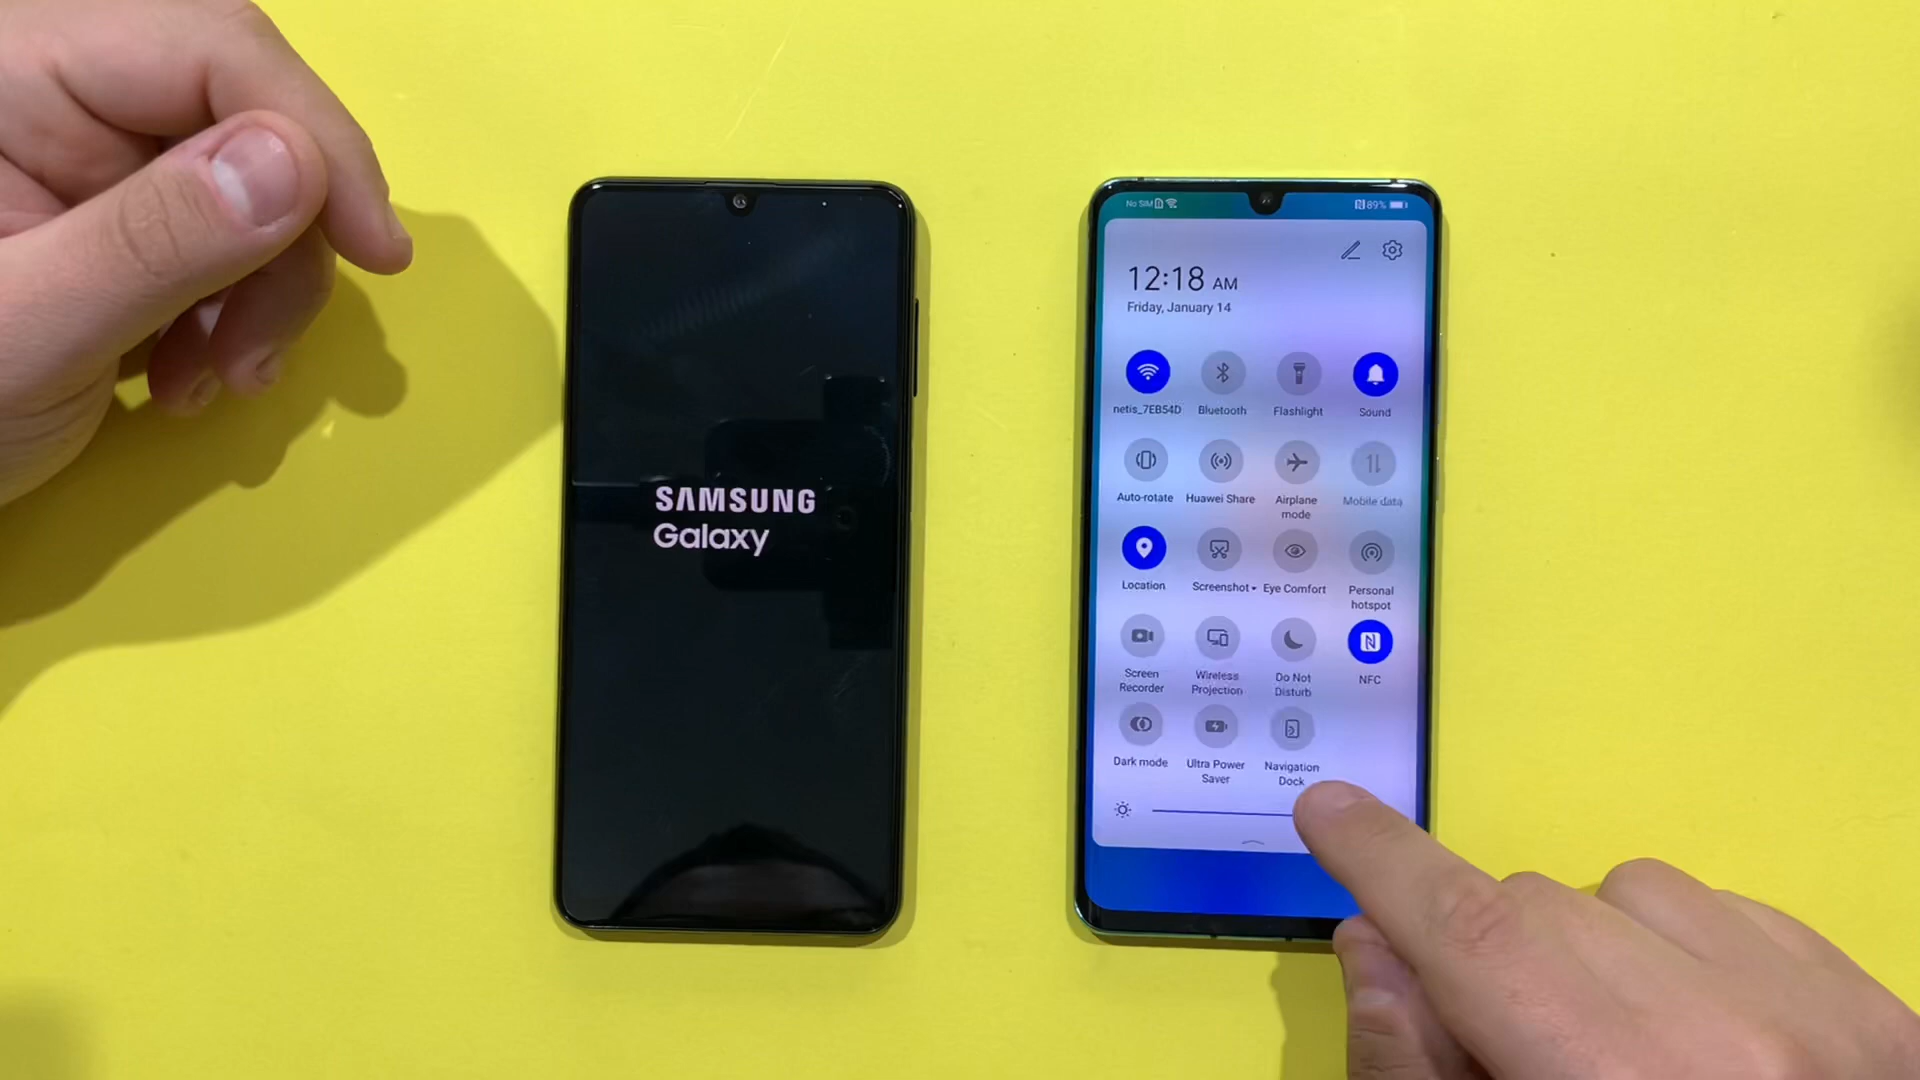 SAMSUNG
Galaxy
No SIM
89%
12:18 AM
Friday, January 14
netis_7EB54D
Bluetooth
Flashlight
Sound
Auto-rotate
Huawei Share
Airplane
mode
Mobile data
Location
Screenshot
Eye Comfort
Personal
hotspot
Screen
Recorder
Wireless
Projection
Do Not
Disturb
NFC
Dark mode
Ultra Power
Saver
Navigation
Dock